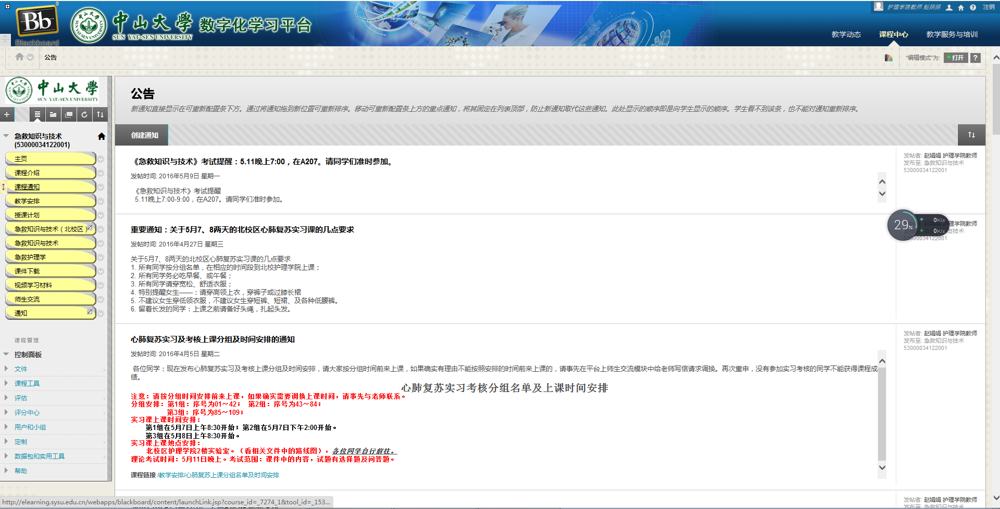 Bb
Blackboard
中山大学
SUN YAT-SEN UNIVERSITY
数字化学习平台
护理学院教师 赵娟娟
注销
教学动态
课程中心
教学服务与培训
公告
"编辑模式"为:
打开
?
中山大学
SUN YAT-SEN UNIVERSITY
急救知识与技术
(53000034122001)
主页
课程介绍
课程通知
教学安排
授课计划
急救知识与技术（北校区）
急救知识与技术
急救护理学
课件下载
视频学习材料
师生交流
通知
课程管理
控制面板
文件
课程工具
评估
评分中心
用户和小组
定制
数据包和实用工具
帮助
公告
新通知直接显示在可重新配置条下方。通过将通知拖到新位置可重新排序。移动可重新配置条上方的重点通知，将其固定在列表顶部，防止新通知取代这些通知。此处显示的顺序即是向学生显示的顺序。学生看不到该条，也不能对通知重新排序。
创建通知
《急救知识与技术》考试提醒：5.11晚上7:00，在A207。请同学们准时参加。
发帖时间: 2016年5月9日 星期一
《急救知识与技术》考试提醒
5.11晚上7:00-9:00，在A207。请同学们准时参加。
发帖者: 赵娟娟 护理学院教师
发布至: 急救知识与技术
53000034122001
重要通知：关于5月7、8两天的北校区心肺复苏实习课的几点要求
发帖时间: 2016年4月27日 星期三
关于5月7、8两天的北校区心肺复苏实习课的几点要求
1. 所有同学按分组名单，在相应的时间段到北校护理学院上课；
2. 所有同学务必吃早餐、或午餐；
3. 所有同学请穿宽松、舒适衣服；
4. 特别提醒女生——：请穿高领上衣，穿裤子或过膝长裙
5. 不建议女生穿低领衣服，不建议女生穿短裤、短裙、及各种低腰裤。
6. 留着长发的同学：上课之前请备好头绳，扎起头发。
29%
0K/s
0K/s
护理学院教师
与技术
53000034122001
心肺复苏实习及考核上课分组及时间安排的通知
发帖时间: 2016年4月5日 星期二
各位同学：现在发布心肺复苏实习及考核上课分组及时间安排，请大家按分组时间前来上课，如果确实有理由不能按照安排的时间前来上课的，请事先在平台上师生交流模块中给老师写信请求调换。再次重申，没有参加实习考核的同学不能获得课程成
绩。
心肺复苏实习考核分组名单及上课时间安排
注意：请按分组时间安排前来上课，如果确实需要调换上课时间，请事先与老师联系。
分组安排：第1组：序号为01～42； 第2组：序号为43～84；
第3组：序号为85～109；
实习课上课时间安排：
第1组在5月7日上午8:30开始；第2组在5月7日下午2:00开始。
第3组在5月8日上午8:30开始。
实习课上课地点安排：
北校区护理学院2楼实验室。（看相关文件中的路线图），各位同学自行前往。
理论考试时间：5月11日晚上。考试范围：课件中的内容，试题有选择题及问答题。
课程链接 /教学安排/心肺复苏上课分组名单及时间安排
发帖者: 赵娟娟 护理学院教师
发布至: 急救知识与技术
53000034122001
发帖者: 赵娟娟 护理学院教师
发布至: 急救知识与技术
http://elearning.sysu.edu.cn/webapps/blackboard/content/launchLink.jsp?course_id=_7274_1&tool_id=_153...